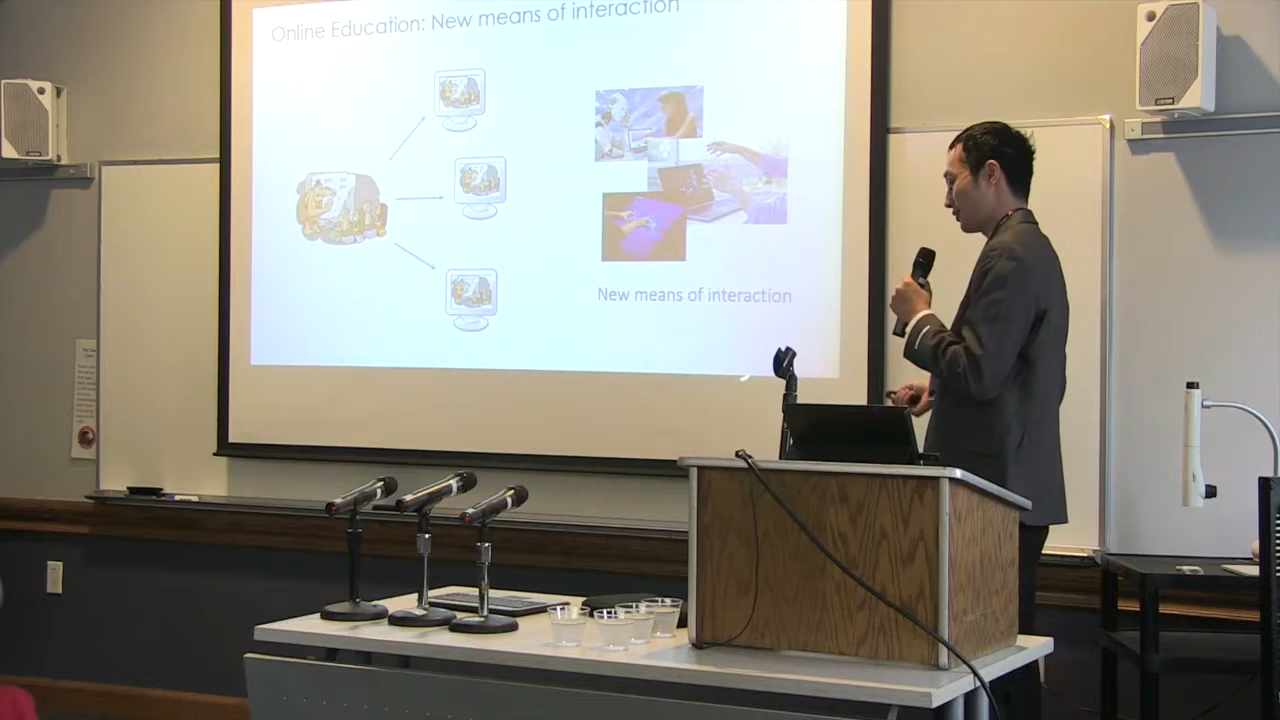 Online Education: New means of interaction
New means of interaction